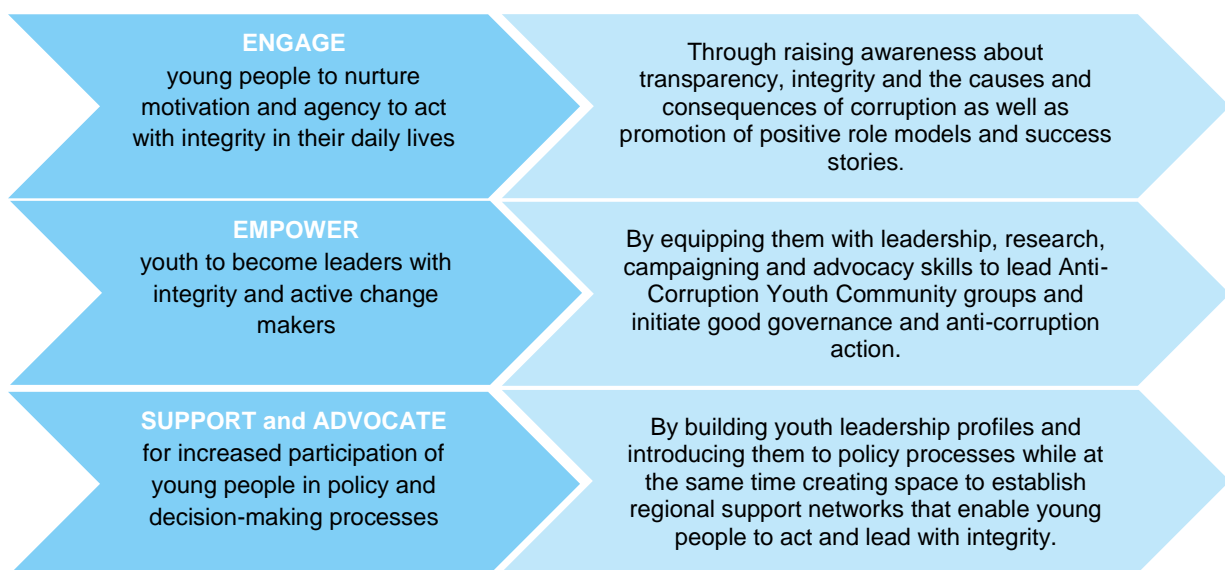 ENGAGE
young people to nurture
motivation and agency to act
with integrity in their daily lives
Through raising awareness about
transparency, integrity and the causes and
consequences of corruption as well as
promotion of positive role models and success
stories.
EMPOWER
youth to become leaders with
integrity and active change
makers
By equipping them with leadership, research,
campaigning and advocacy skills to lead Anti-
Corruption Youth Community groups and
initiate good governance and anti-corruption
action.
SUPPORT and ADVOCATE
for increased participation of
young people in policy and
decision-making processes
By building youth leadership profiles and
introducing them to policy processes while at
the same time creating space to establish
regional support networks that enable young
people to act and lead with integrity.